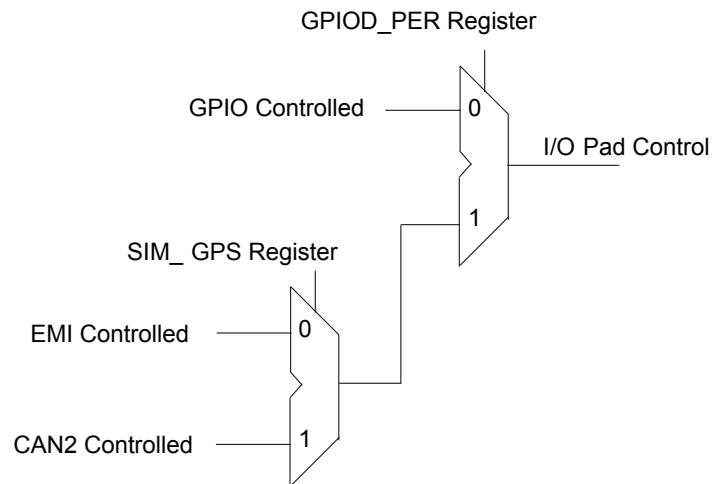 GPIOD_PER Register
GPIO Controlled
0
I/O Pad Control
1
SIM_ GPS Register
EMI Controlled
0
CAN2 Controlled
1